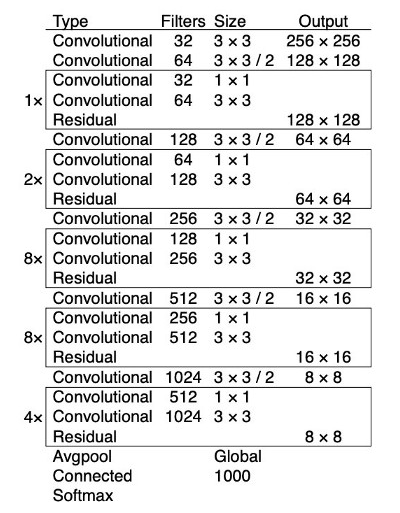 Type Filters Size Output
Convolutional 32 3 × 3 256 × 256
Convolutional 64 3 × 3 / 2 128 × 128
Convolutional 32 1 × 1
1× Convolutional 64 3 × 3
Residual 128 × 128
Convolutional 128 3 × 3 / 2 64 × 64
Convolutional 64 1 × 1
2× Convolutional 128 3 × 3
Residual 64 × 64
Convolutional 256 3 × 3 / 2 32 × 32
Convolutional 128 1 × 1
8× Convolutional 256 3 × 3
Residual 32 × 32
Convolutional 512 3 × 3 / 2 16 × 16
Convolutional 256 1 × 1
8× Convolutional 512 3 × 3
Residual 16 × 16
Convolutional 1024 3 × 3 / 2 8 × 8
Convolutional 512 1 × 1
4× Convolutional 1024 3 × 3
Residual 8 × 8
Avgpool Global
Connected 1000
Softmax